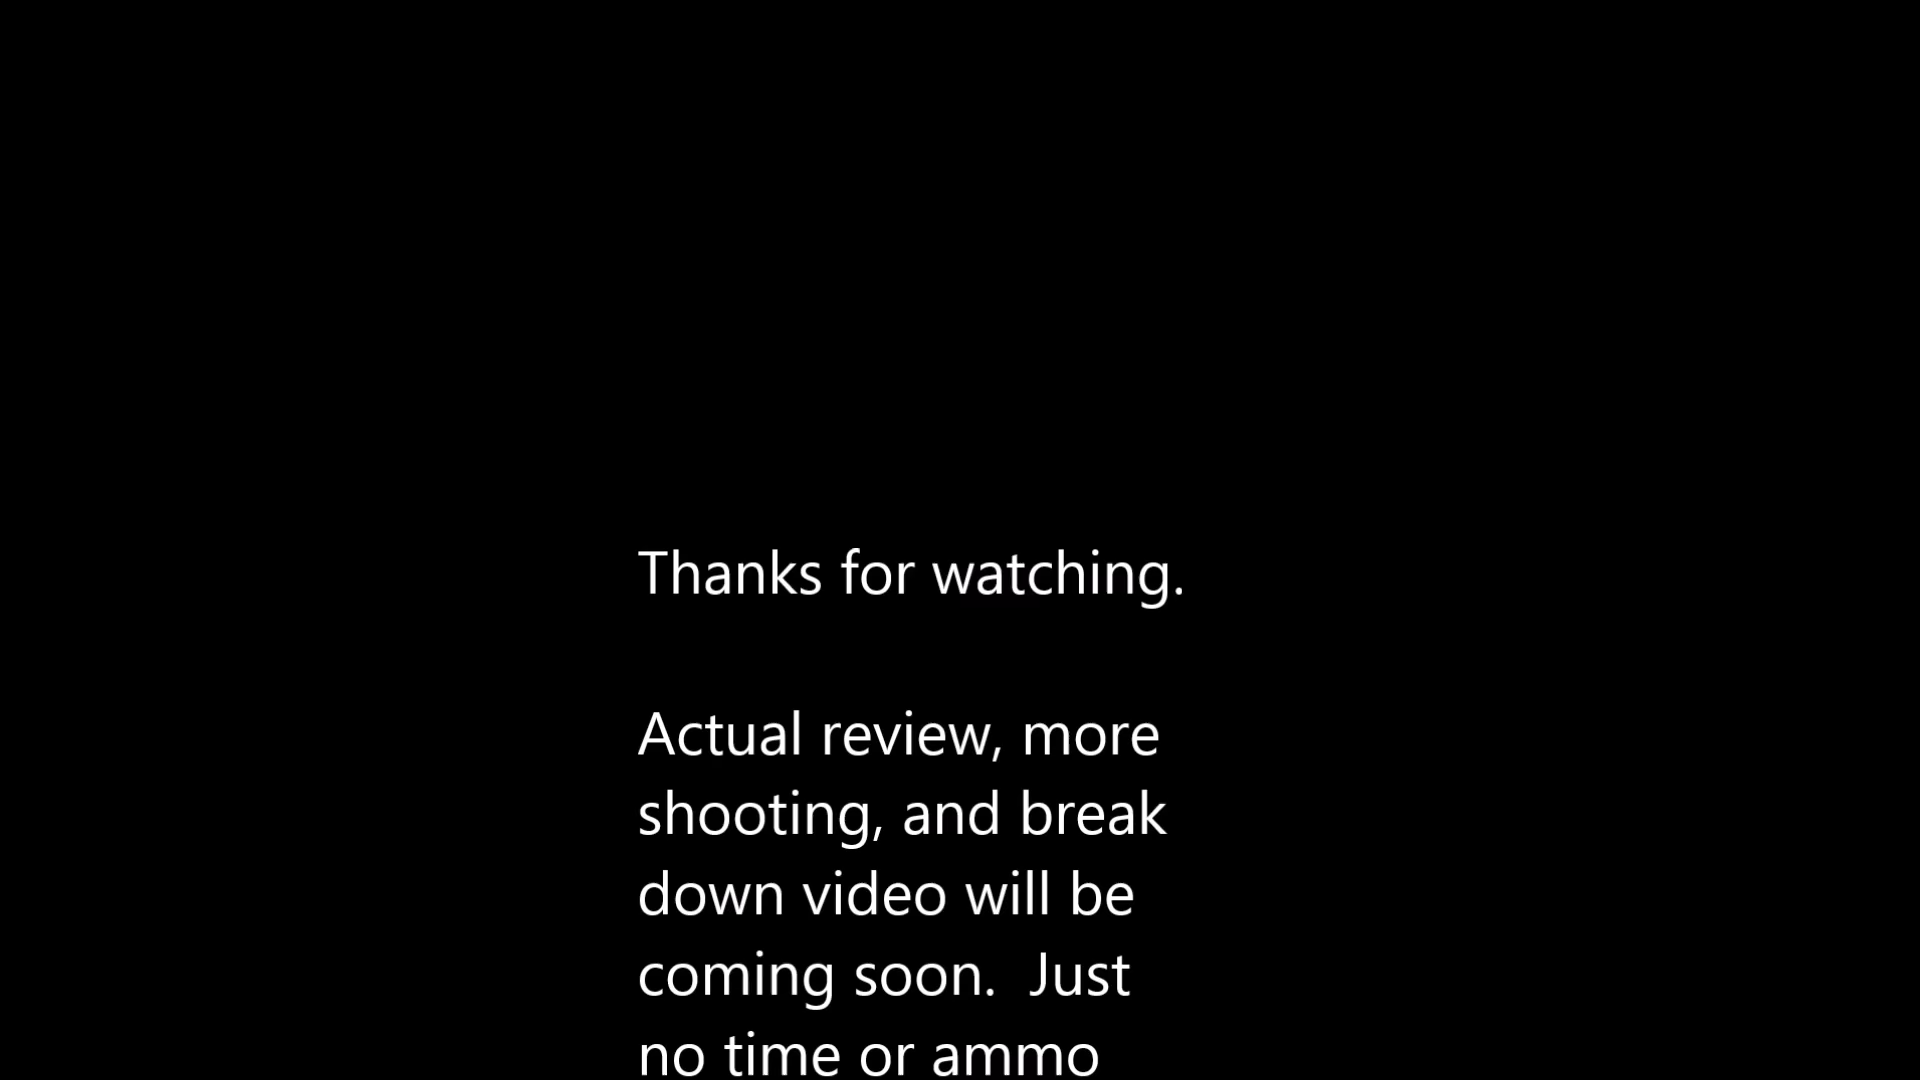 Thanks for watching.
Actual review, more
shooting, and break
down video will be
coming soon.  Just
no time or ammo